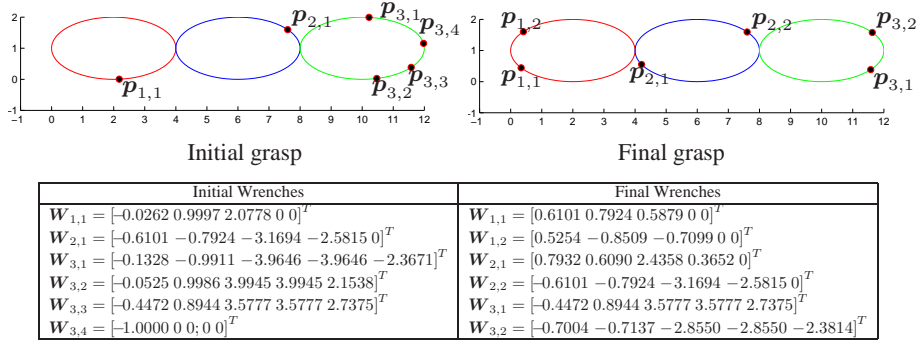 2
1
0
−1
−1 0 1 2 3 4 5 6 7 8 9 10 11 12
p1,1
p2,1
p3,1
p3,4
p3,3
p3,2
Initial grasp
2
1
0
−1
−1 0 1 2 3 4 5 6 7 8 9 10 11 12
p1,2
p1,1
p2,1
p2,2
p3,2
p3,1
Final grasp
Initial Wrenches
W1,1 = [–0.0262 0.9997 2.0778 0 0]^T
W2,1 = [–0.6101 −0.7924 −3.1694 −2.5815 0]^T
W3,1 = [–0.1328 −0.9911 −3.9646 −3.9646 −2.3671]^T
W3,2 = [–0.0525 0.9986 3.9945 3.9945 2.1538]^T
W3,3 = [–0.4472 0.8944 3.5777 3.5777 2.7375]^T
W3,4 = [–1.0000 0 0; 0 0]^T
Final Wrenches
W1,1 = [0.6101 0.7924 0.5879 0 0]^T
W1,2 = [0.5254 −0.8509 −0.7099 0 0]^T
W2,1 = [0.7932 0.6090 2.4358 0.3652 0]^T
W2,2 = [–0.6101 −0.7924 −3.1694 −2.5815 0]^T
W3,1 = [–0.4472 0.8944 3.5777 3.5777 2.7375]^T
W3,2 = [–0.7004 −0.7137 −2.8550 −2.8550 −2.3814]^T